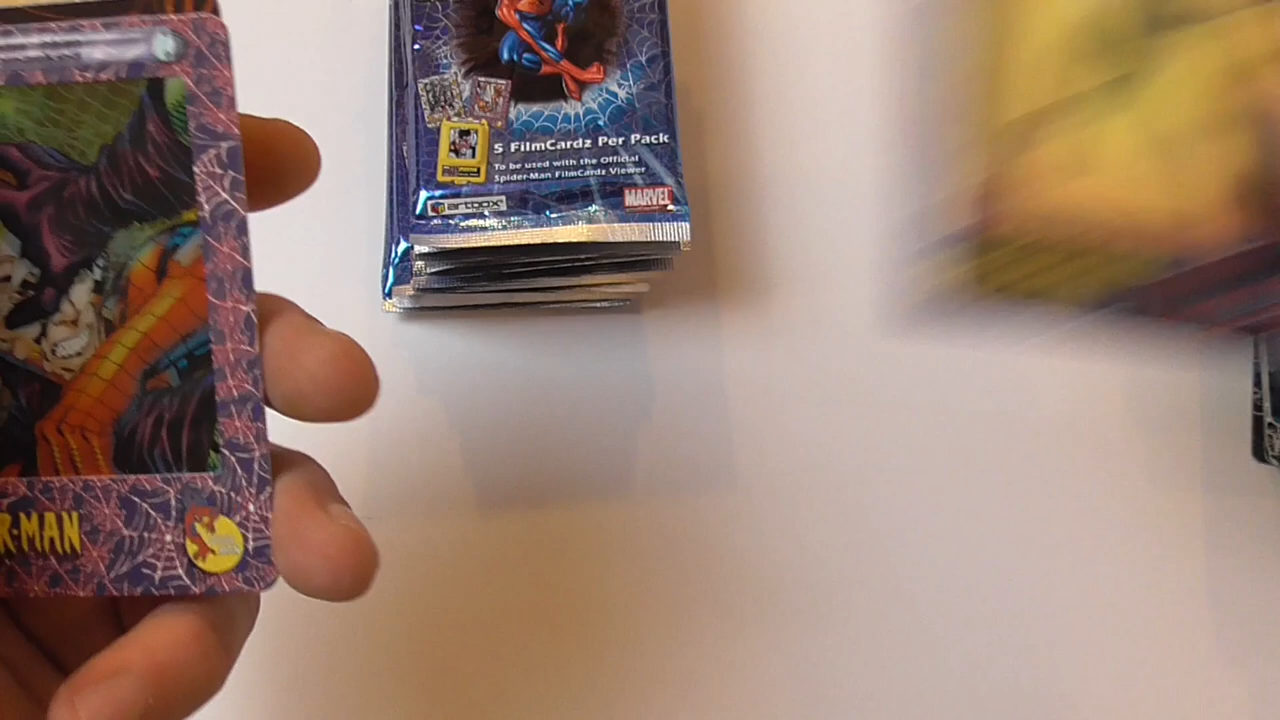 5 FilmCardz Per Pack
To be used with the Official
Spider-Man FilmCardz Viewer
artbox
MARVEL
R-MAN